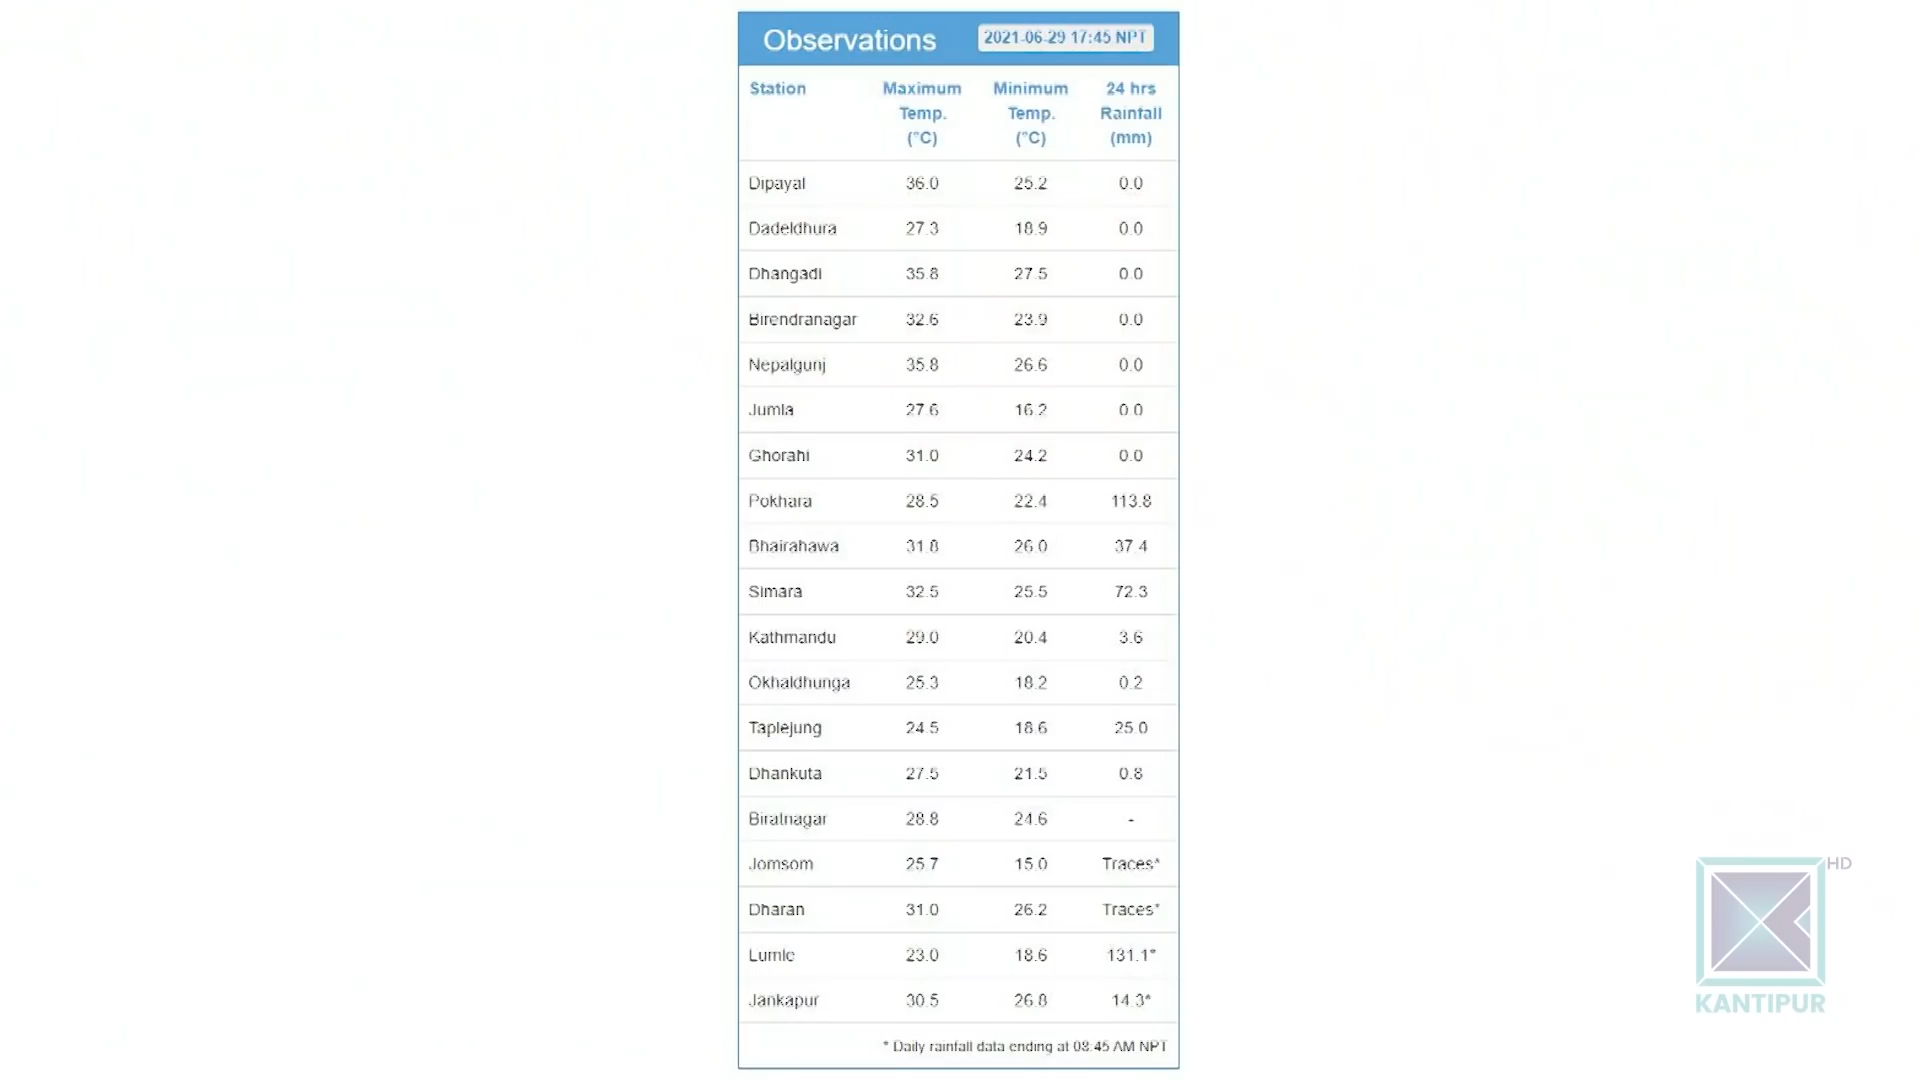 Observations 2021-06-29 17:45 NPT
Station Maximum Temp. (°C) Minimum Temp. (°C) 24 hrs Rainfall (mm)
Dipayal 36.0 25.2 0.0
Dadeldhura 27.3 18.9 0.0
Dhangadi 35.8 27.5 0.0
Birendranagar 32.6 23.9 0.0
Nepalgunj 35.8 26.6 0.0
Jumla 27.6 16.2 0.0
Ghorahi 31.0 24.2 0.0
Pokhara 28.5 22.4 113.8
Bhairahawa 31.8 26.0 37.4
Simara 32.5 25.5 72.3
Kathmandu 29.0 20.4 3.6
Okhaldhunga 25.3 18.2 0.2
Taplejung 24.5 18.6 25.0
Dhankuta 27.5 21.5 0.8
Biratnagar 28.8 24.6 -
Jomsom 25.7 15.0 Traces*
Dharan 31.0 26.2 Traces*
Lumle 23.0 18.6 131.1*
Jankapur 30.5 26.8 14.3*
* Daily rainfall data ending at 08:45 AM NPT
HD
KANTIPUR